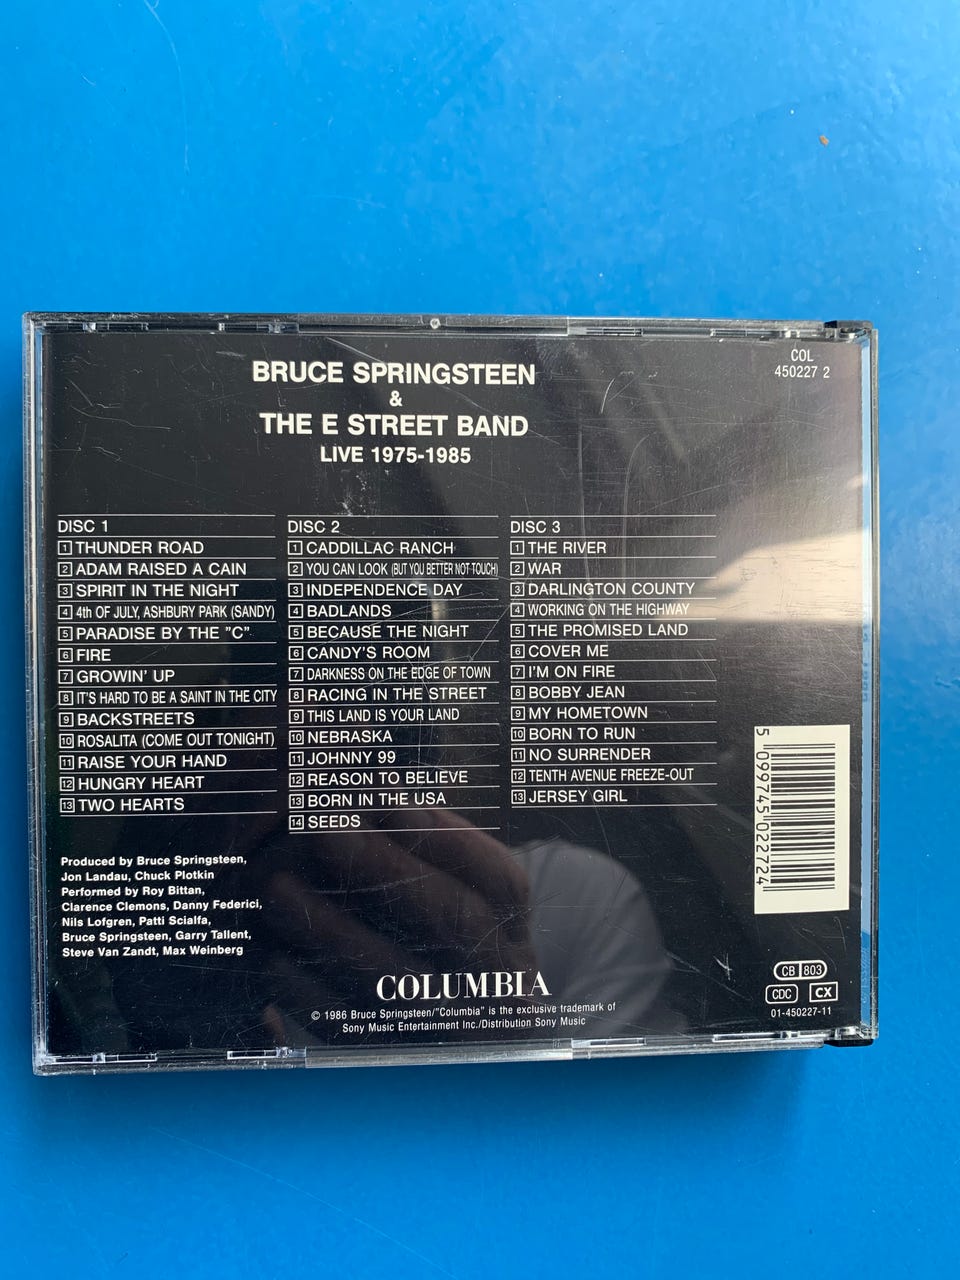 BRUCE SPRINGSTEEN
&
THE E STREET BAND
LIVE 1975-1985
COL
450227 2
DISC 1
1 THUNDER ROAD
2 ADAM RAISED A CAIN
3 SPIRIT IN THE NIGHT
4 4th OF JULY, ASHBURY PARK (SANDY)
5 PARADISE BY THE "C"
6 FIRE
7 GROWIN' UP
8 IT'S HARD TO BE A SAINT IN THE CITY
9 BACKSTREETS
10 ROSALITA (COME OUT TONIGHT)
11 RAISE YOUR HAND
12 HUNGRY HEART
13 TWO HEARTS
DISC 2
1 CADDILLAC RANCH
2 YOU CAN LOOK (BUT YOU BETTER NOT TOUCH)
3 INDEPENDENCE DAY
4 BADLANDS
5 BECAUSE THE NIGHT
6 CANDY'S ROOM
7 DARKNESS ON THE EDGE OF TOWN
8 RACING IN THE STREET
9 THIS LAND IS YOUR LAND
10 NEBRASKA
11 JOHNNY 99
12 REASON TO BELIEVE
13 BORN IN THE USA
14 SEEDS
DISC 3
1 THE RIVER
2 WAR
3 DARLINGTON COUNTY
4 WORKING ON THE HIGHWAY
5 THE PROMISED LAND
6 COVER ME
7 I'M ON FIRE
8 BOBBY JEAN
9 MY HOMETOWN
10 BORN TO RUN
11 NO SURRENDER
12 TENTH AVENUE FREEZE-OUT
13 JERSEY GIRL
5 099745 022724
Produced by Bruce Springsteen,
Jon Landau, Chuck Plotkin
Performed by Roy Bittan,
Clarence Clemons, Danny Federici,
Nils Lofgren, Patti Scialfa,
Bruce Springsteen, Garry Tallent,
Steve Van Zandt, Max Weinberg
COLUMBIA
© 1986 Bruce Springsteen/"Columbia" is the exclusive trademark of
Sony Music Entertainment Inc./Distribution Sony Music
CB 803
CDC CX
01-450227-11